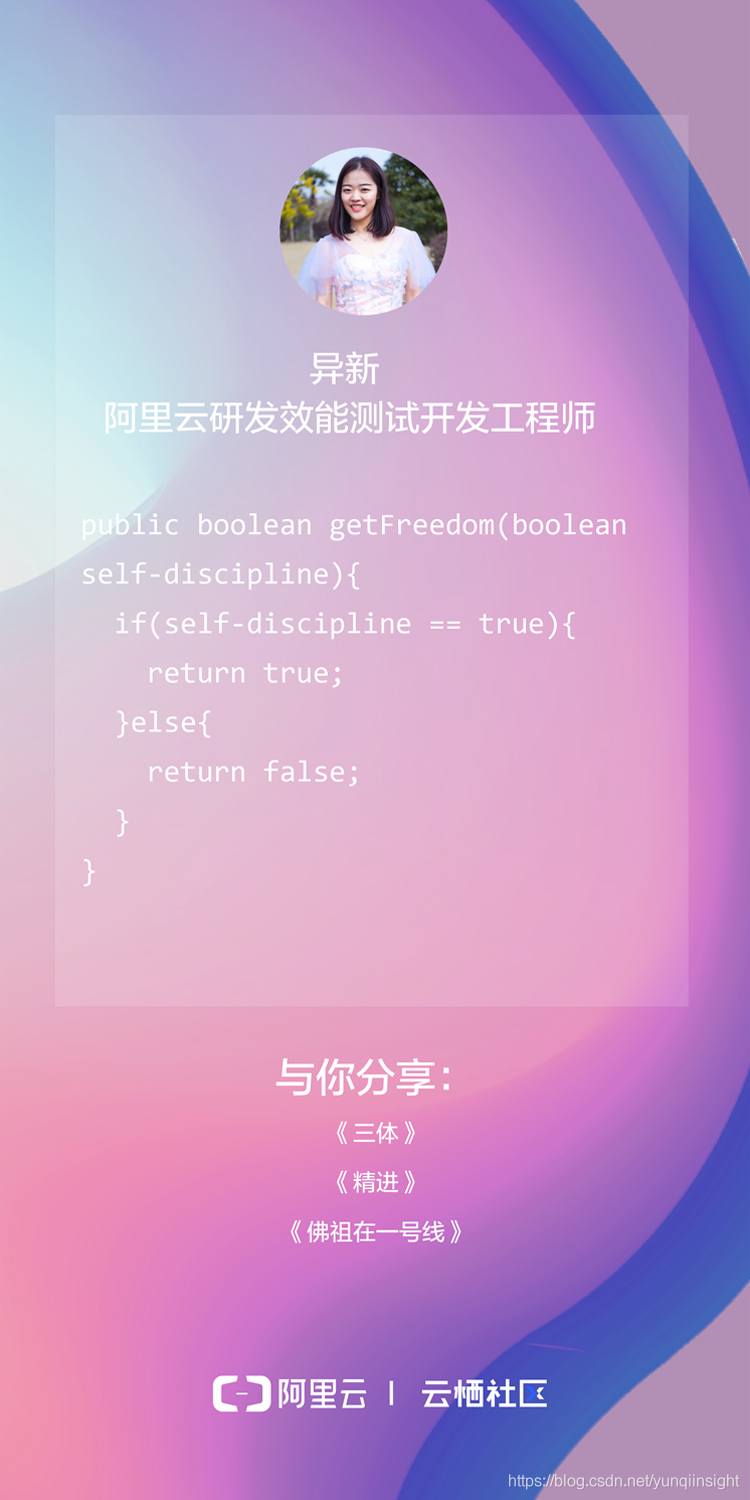 异新
阿里云研发效能测试开发工程师
public boolean getFreedom(boolean
self-discipline){
  if(self-discipline == true){
    return true;
  }else{
    return false;
  }
}
与你分享：
《三体》
《精进》
《佛祖在一号线》
阿里云 | 云栖社区
https://blog.csdn.net/yunqiinsight